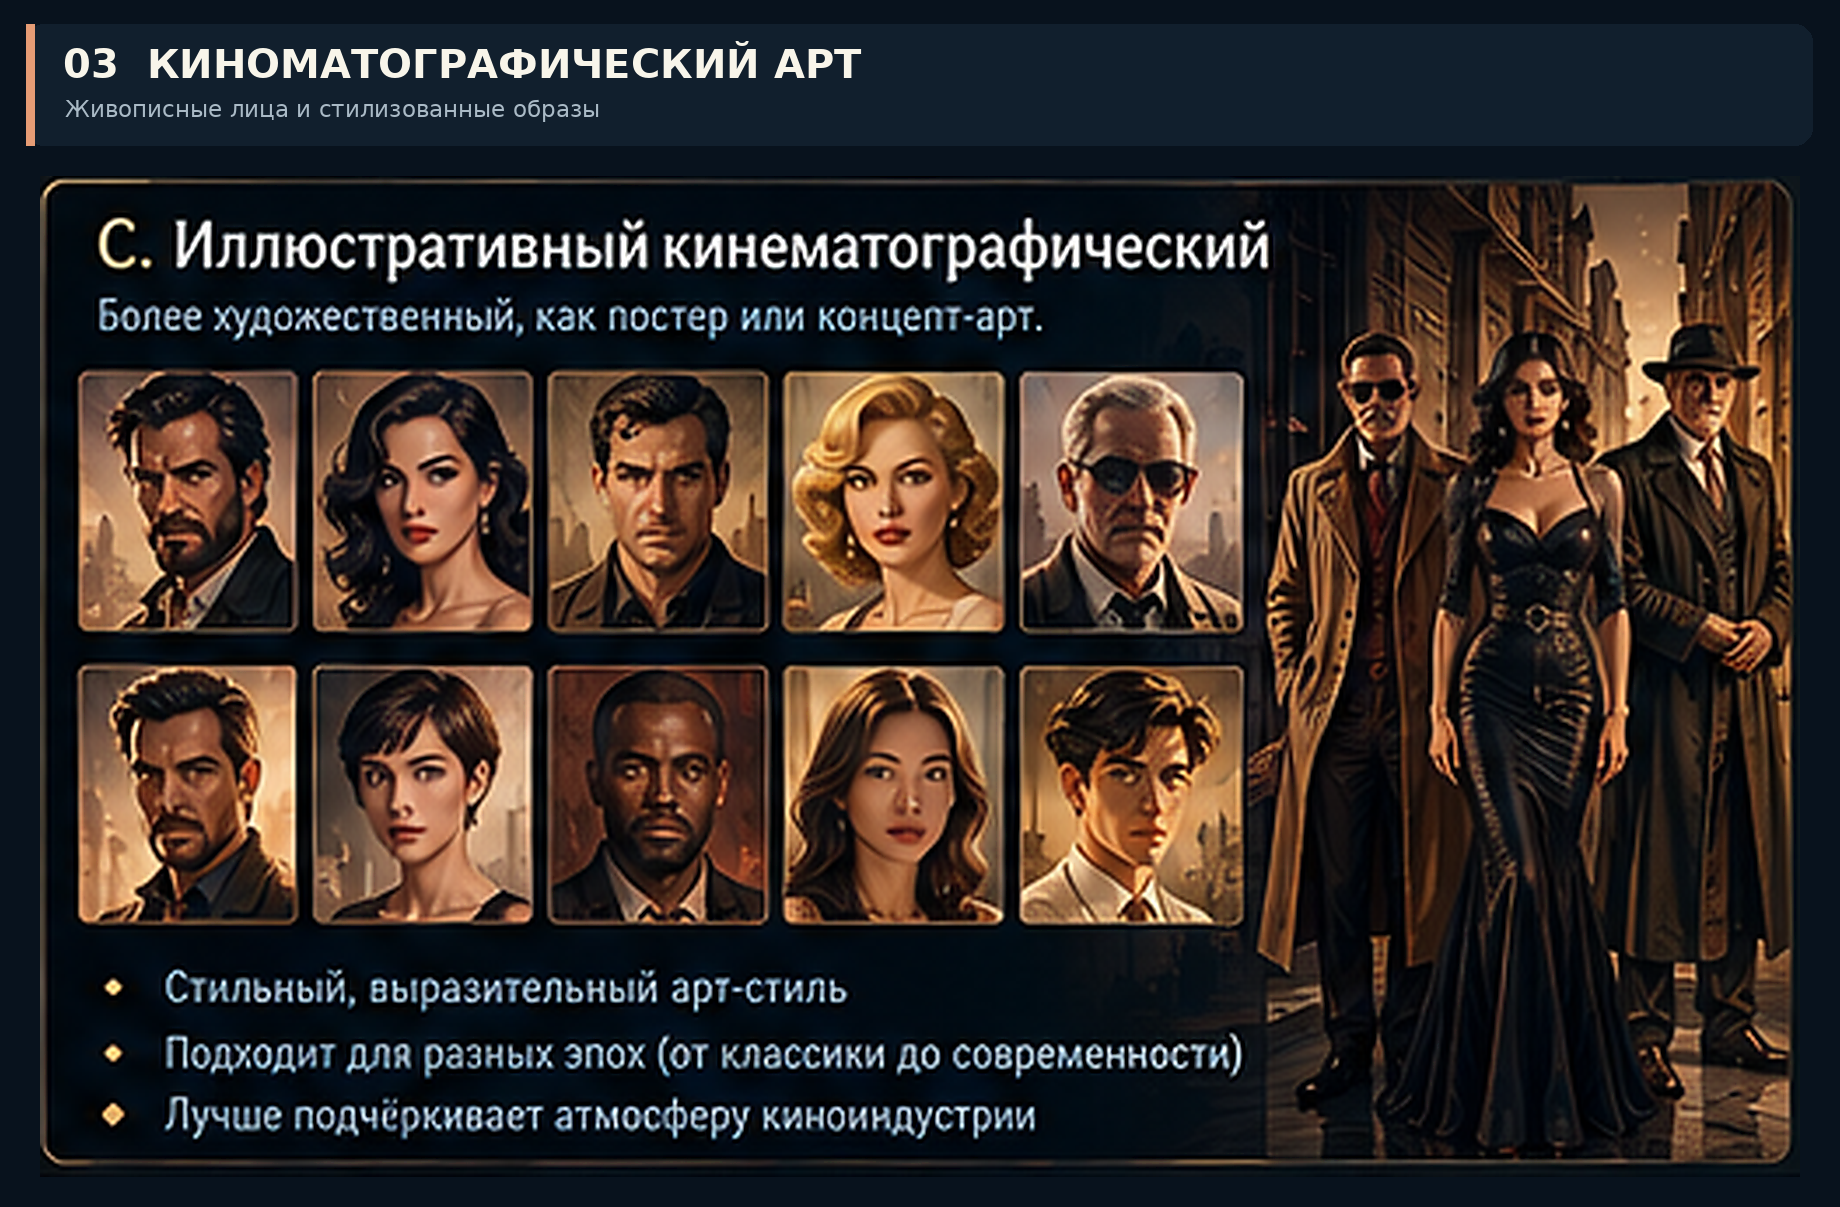 03 КИНОМАТОГРАФИЧЕСКИЙ АРТ
Живописные лица и стилизованные образы
C. Иллюстративный кинематографический
Более художественный, как постер или концепт-арт.
Стильный, выразительный арт-стиль
Подходит для разных эпох (от классики до современности)
Лучше подчёркивает атмосферу киноиндустрии